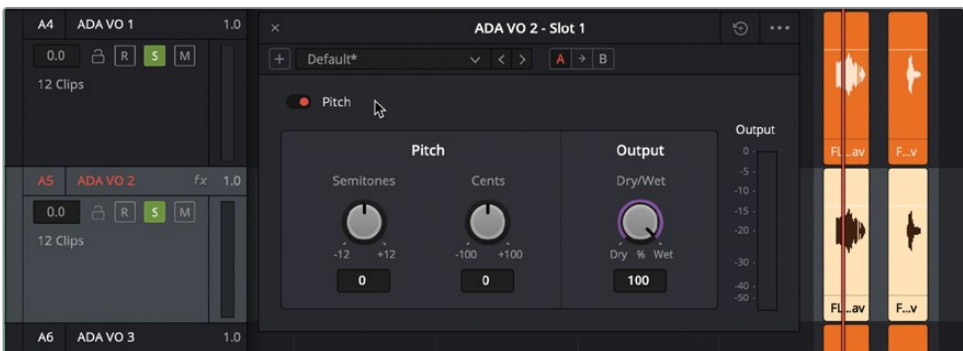 A4 ADA VO 1 1.0
0.0 R S M
12 Clips
A5 ADA VO 2 fx 1.0
0.0 R S M
12 Clips
A6 ADA VO 3 1.0
ADA VO 2 - Slot 1
Default* A B
Pitch
Pitch
Semitones Cents
-12 +12 -100 +100
0 0
Output
Dry/Wet
Dry % Wet
100
Output
0
-5
-10
-15
-20
-30
-40
-50
FL...av F...v
FL...av F...v